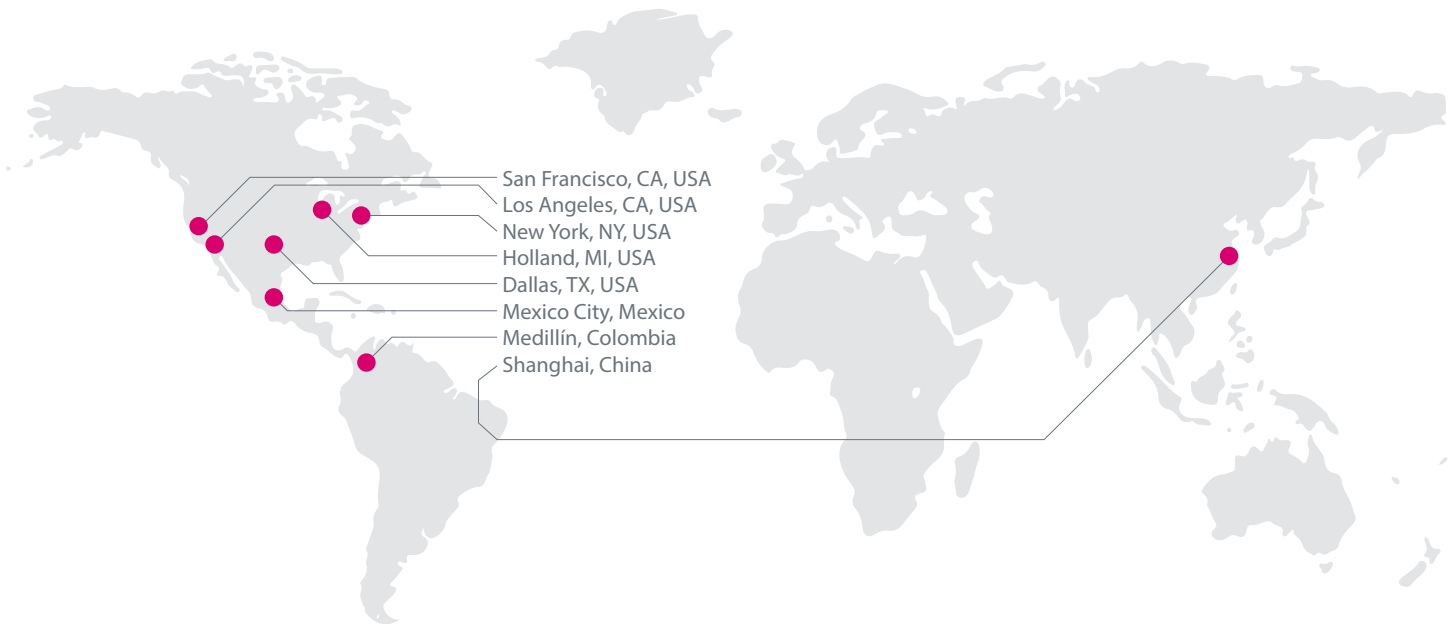 San Francisco, CA, USA
Los Angeles, CA, USA
New York, NY, USA
Holland, MI, USA
Dallas, TX, USA
Mexico City, Mexico
Medillín, Colombia
Shanghai, China